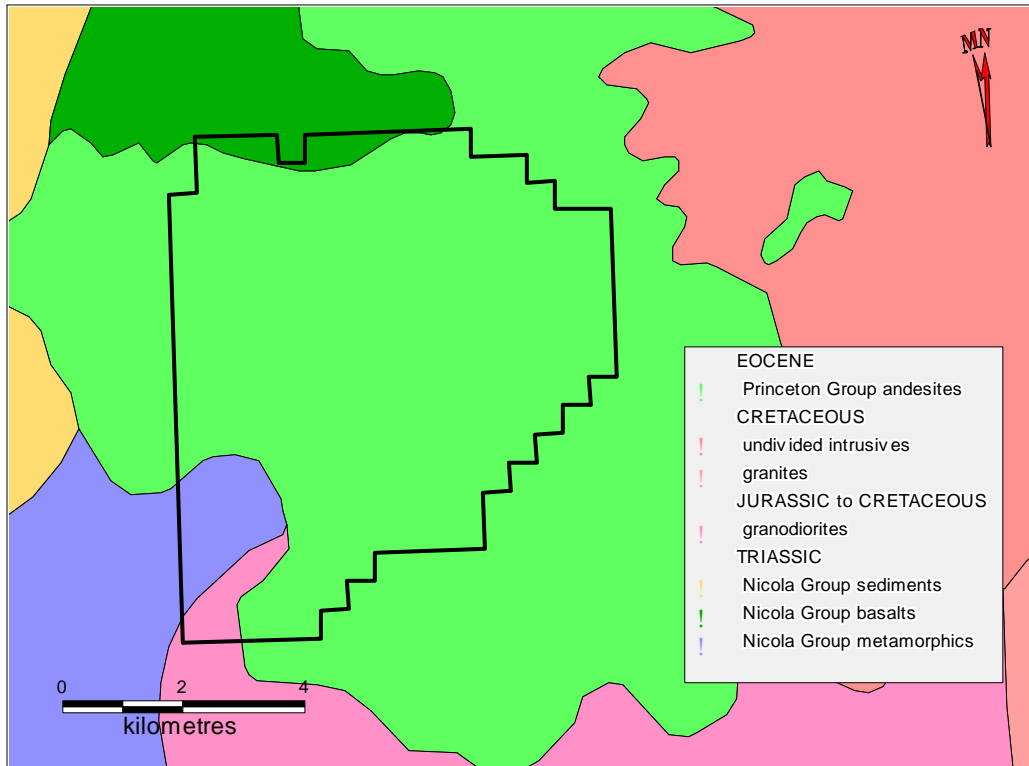 MN
EOCENE
! Princeton Group andesites
CRETACEOUS
! undivided intrusives
! granites
JURASSIC to CRETACEOUS
! granodiorites
TRIASSIC
! Nicola Group sediments
! Nicola Group basalts
! Nicola Group metamorphics
0 2 4
kilometres